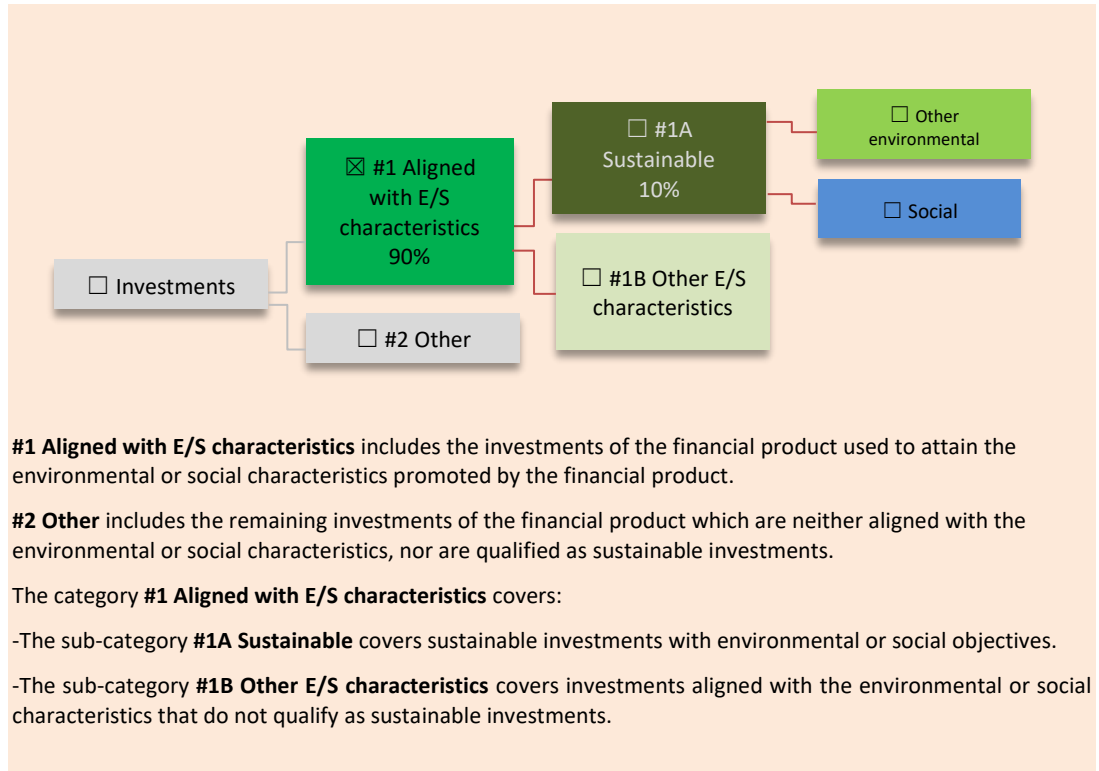 ☐ Other
environmental
☐ #1A
Sustainable
10%
☒ #1 Aligned
with E/S
characteristics
90%
☐ Social
☐ Investments
☐ #1B Other E/S
characteristics
☐ #2 Other
#1 Aligned with E/S characteristics includes the investments of the financial product used to attain the
environmental or social characteristics promoted by the financial product.
#2 Other includes the remaining investments of the financial product which are neither aligned with the
environmental or social characteristics, nor are qualified as sustainable investments.
The category #1 Aligned with E/S characteristics covers:
-The sub-category #1A Sustainable covers sustainable investments with environmental or social objectives.
-The sub-category #1B Other E/S characteristics covers investments aligned with the environmental or social
characteristics that do not qualify as sustainable investments.